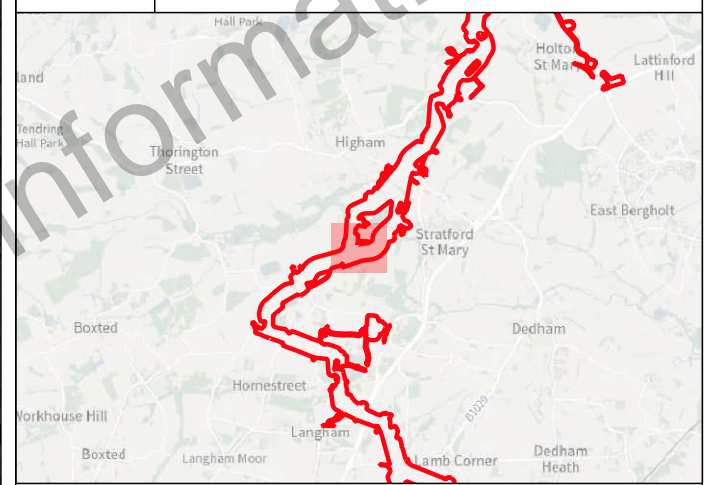 Hall Park
Holton
St Mary
Lattinford
Hill
land
Tendring
Hall Park
Thorington
Street
Higham
Informati
East Bergholt
Stratford
St Mary
Boxted
Dedham
Hornestreet
B1029
Workhouse Hill
Langham
Boxted
Langham Moor
Lamb Corner
Dedham
Heath